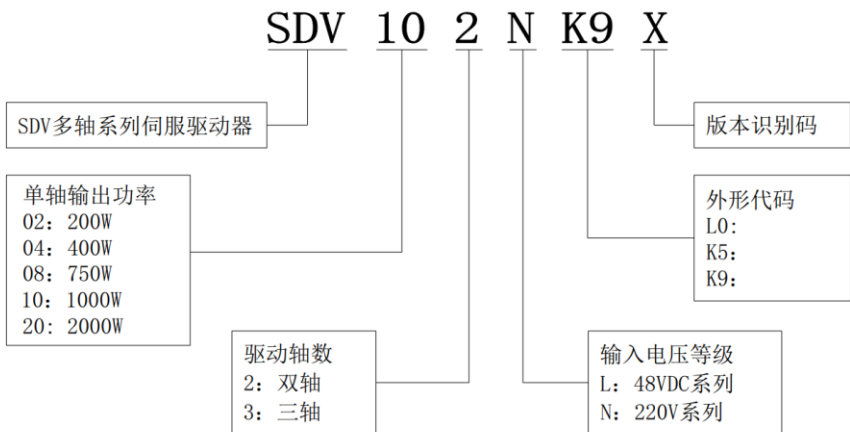 SDV 10 2 N K9 X
SDV多轴系列伺服驱动器
版本识别码
单轴输出功率
02: 200W
04: 400W
08: 750W
10: 1000W
20: 2000W
外形代码
L0:
K5:
K9:
驱动轴数
2: 双轴
3: 三轴
输入电压等级
L: 48VDC系列
N: 220V系列